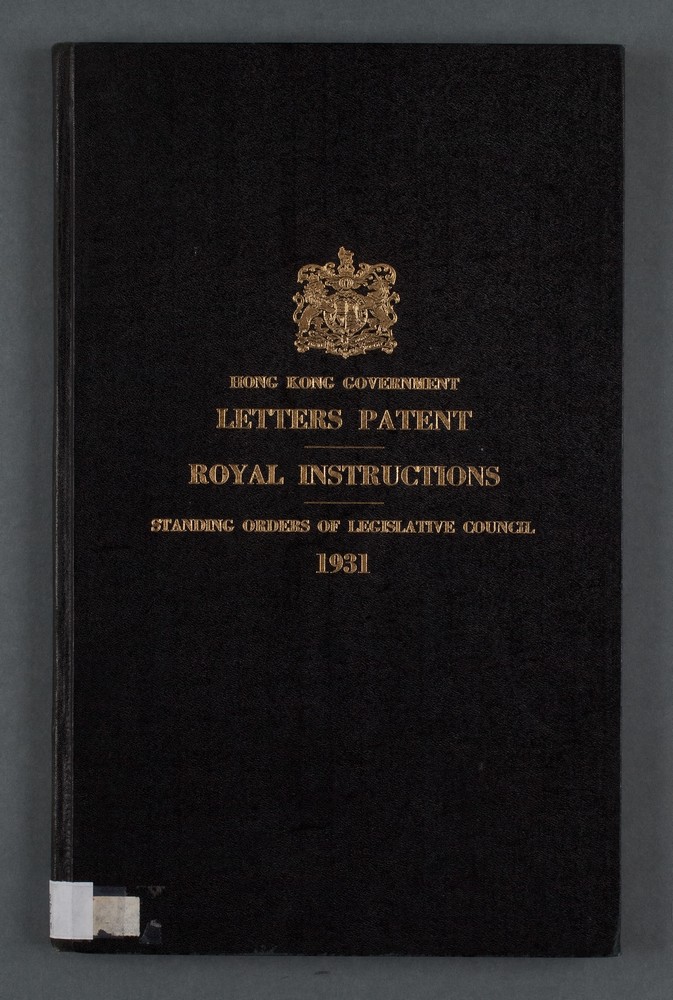 HONG KONG GOVERNMENT
LETTERS PATENT
ROYAL INSTRUCTIONS
STANDING ORDERS OF LEGISLATIVE COUNCIL
1931